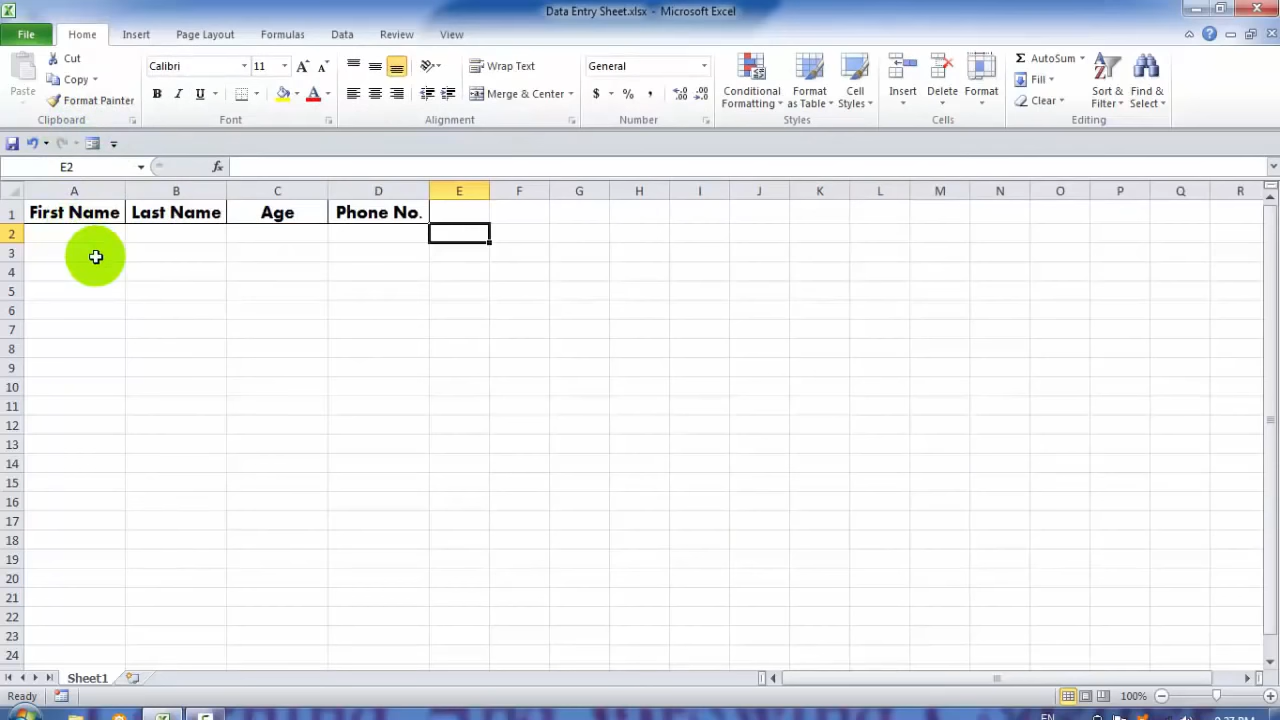 Data Entry Sheet.xlsx - Microsoft Excel
File Home Insert Page Layout Formulas Data Review View
Paste
Cut
Copy
Format Painter
Clipboard
Calibri 11 A A
B I U A
Font
Wrap Text
Merge & Center
Alignment
General
$ % ,
Number
Conditional Formatting
Format as Table
Cell Styles
Styles
Insert Delete Format
Cells
Σ AutoSum
Fill
Clear
Sort & Filter
Find & Select
Editing
E2 fx
A B C D E F G H I J K L M N O P Q R
1 First Name Last Name Age Phone No.
2
3
4
5
6
7
8
9
10
11
12
13
14
15
16
17
18
19
20
21
22
23
24
Sheet1
Ready 100%